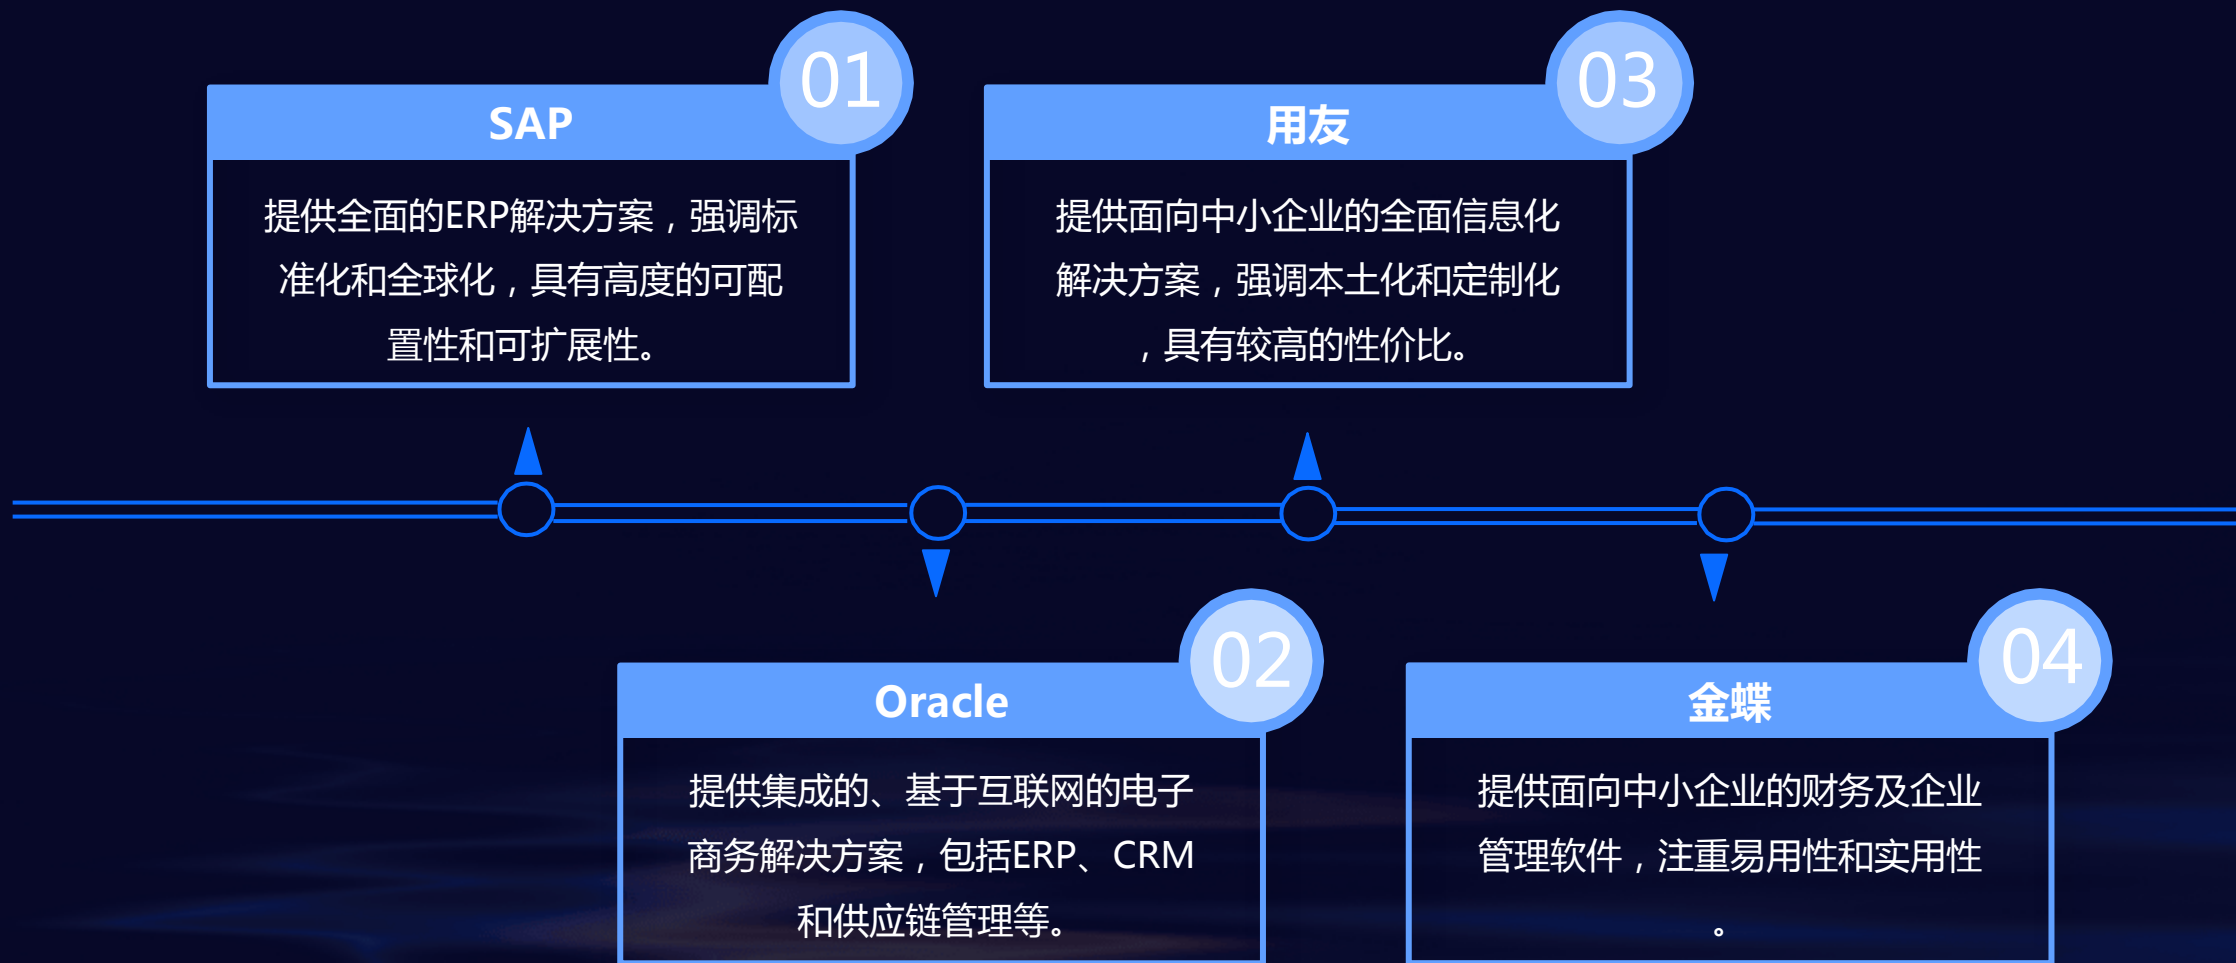 01
SAP
提供全面的ERP解决方案，强调标
准化和全球化，具有高度的可配
置性和可扩展性。
02
Oracle
提供集成的、基于互联网的电子
商务解决方案，包括ERP、CRM
和供应链管理等。
03
用友
提供面向中小企业的全面信息化
解决方案，强调本土化和定制化
，具有较高的性价比。
04
金蝶
提供面向中小企业的财务及企业
管理软件，注重易用性和实用性
。